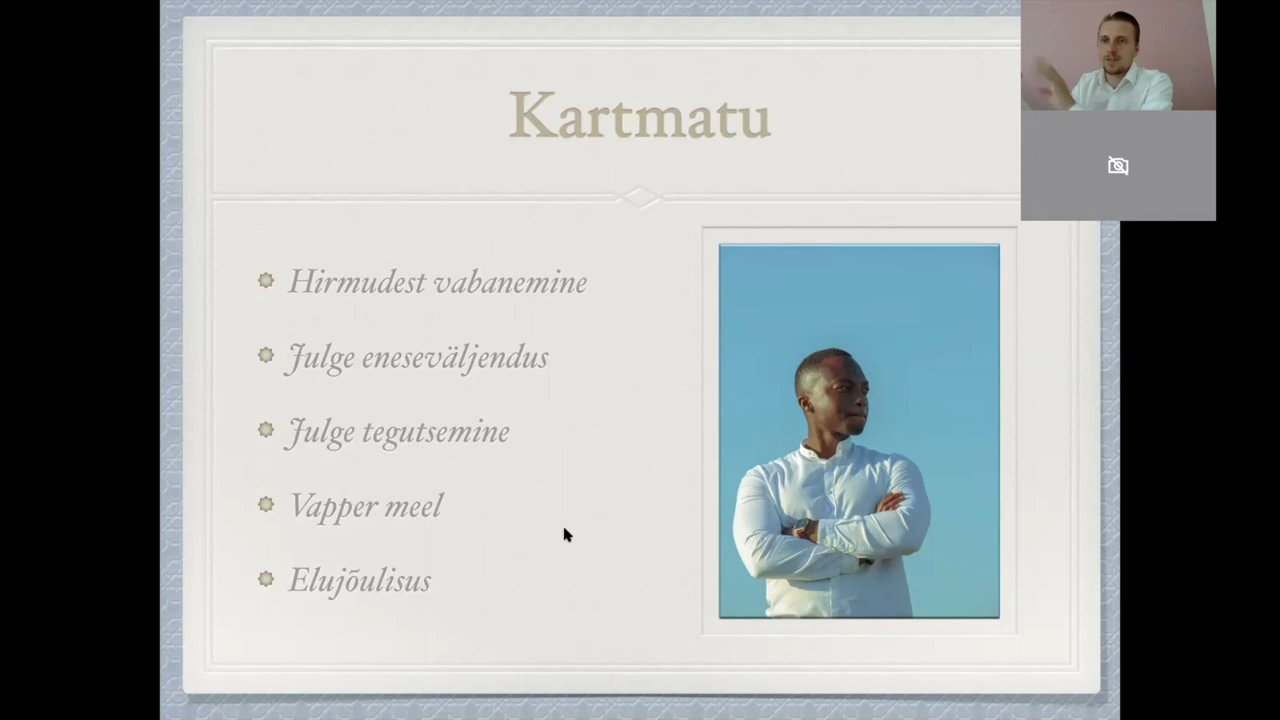 Kartmatu
Hirmudest vabanemine
Julge eneseväljendus
Julge tegutsemine
Vapper meel
Elujõulisus